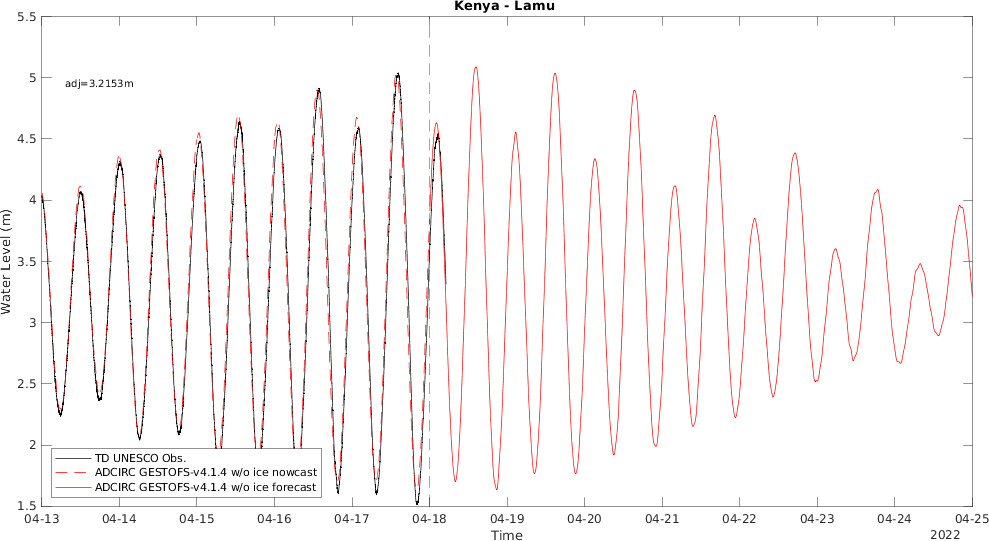 Kenya - Lamu
5.5
5
4.5
4
3.5
3
2.5
2
1.5
Water Level (m)
adj=3.2153m
TD UNESCO Obs.
ADCIRC GESTOFS-v4.1.4 w/o ice nowcast
ADCIRC GESTOFS-v4.1.4 w/o ice forecast
04-13 04-14 04-15 04-16 04-17 04-18 04-19 04-20 04-21 04-22 04-23 04-24 04-25
Time
2022